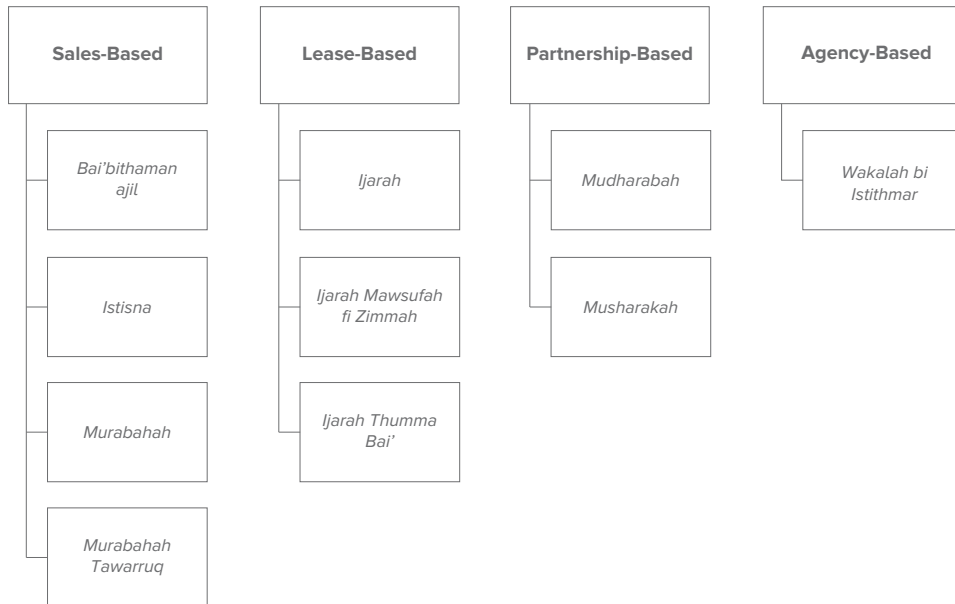 Sales-Based
Bai’bithaman
ajil
Istisna
Murabahah
Murabahah
Tawarruq
Lease-Based
Ijarah
Ijarah Mawsufah
fi Zimmah
Ijarah Thumma
Bai’
Partnership-Based
Mudharabah
Musharakah
Agency-Based
Wakalah bi
Istithmar